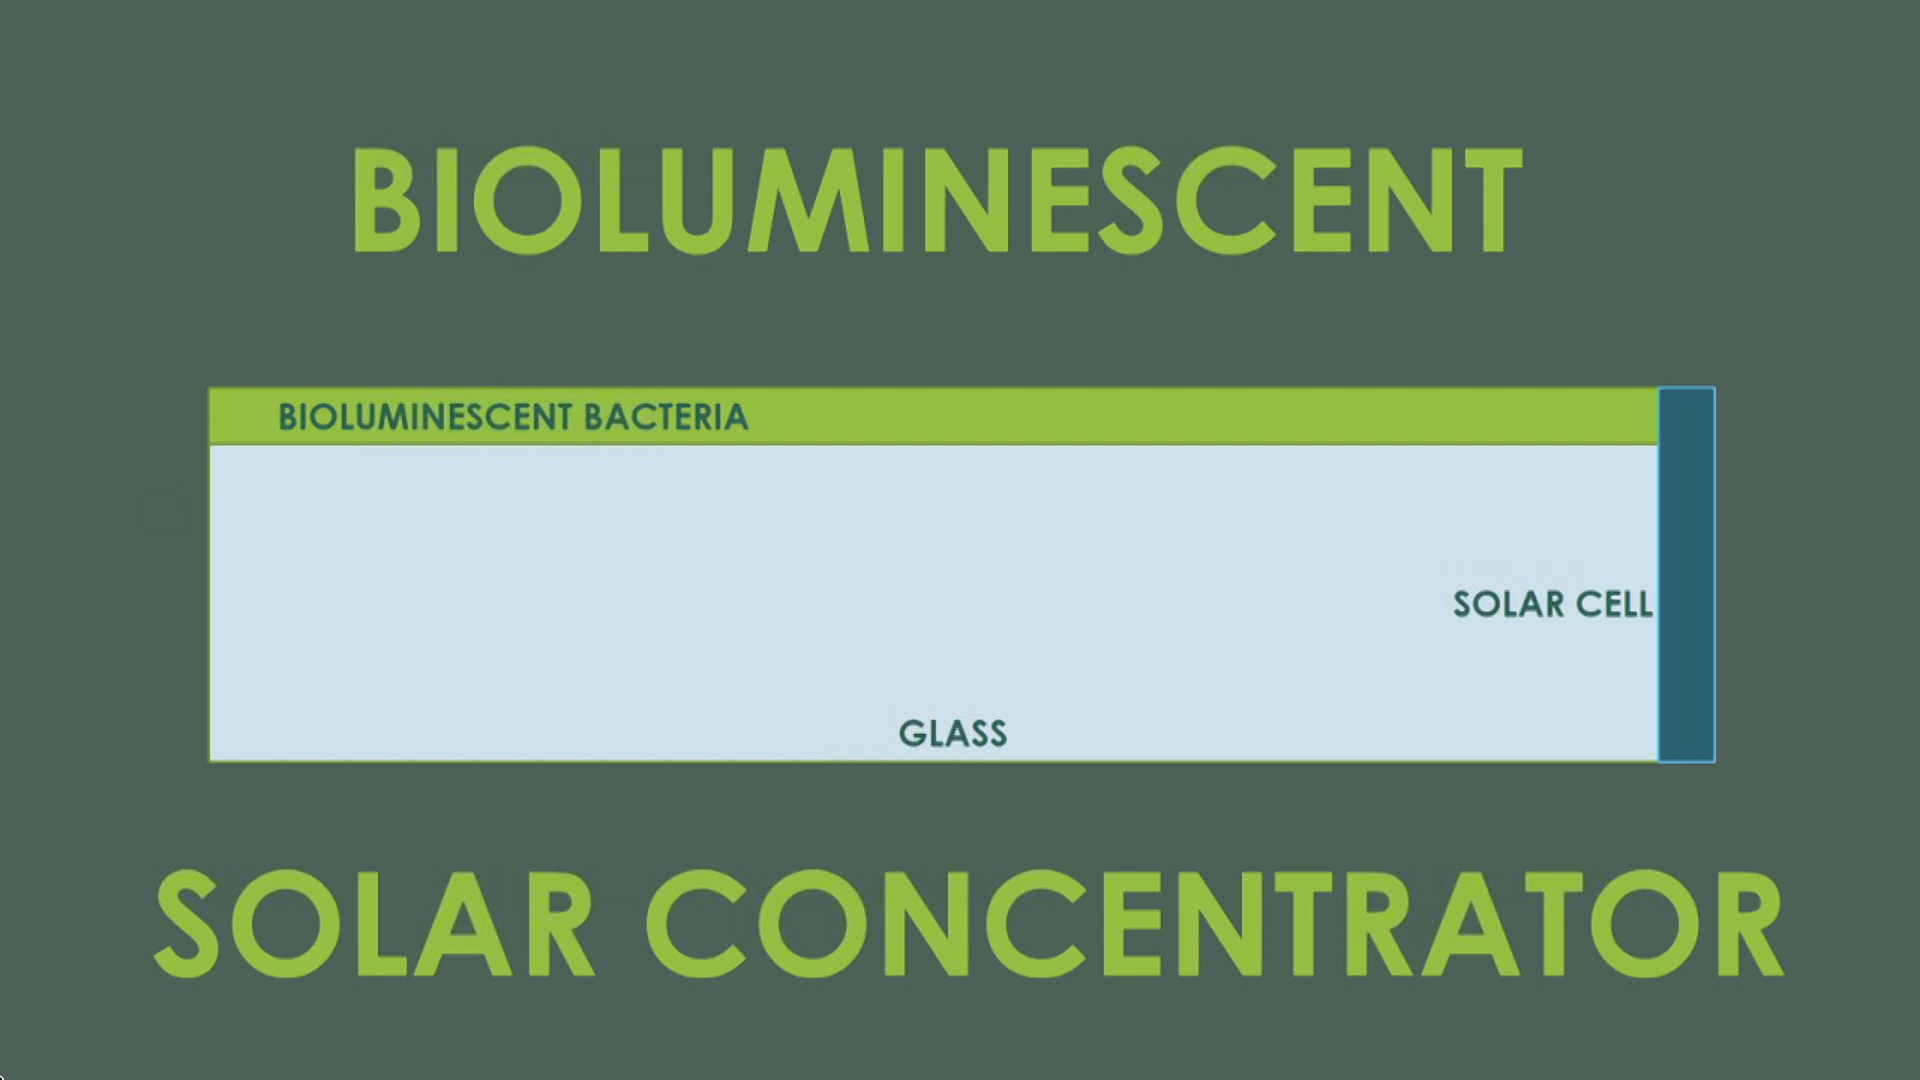 BIOLUMINESCENT
BIOLUMINESCENT BACTERIA
SOLAR CELL
GLASS
SOLAR CONCENTRATOR